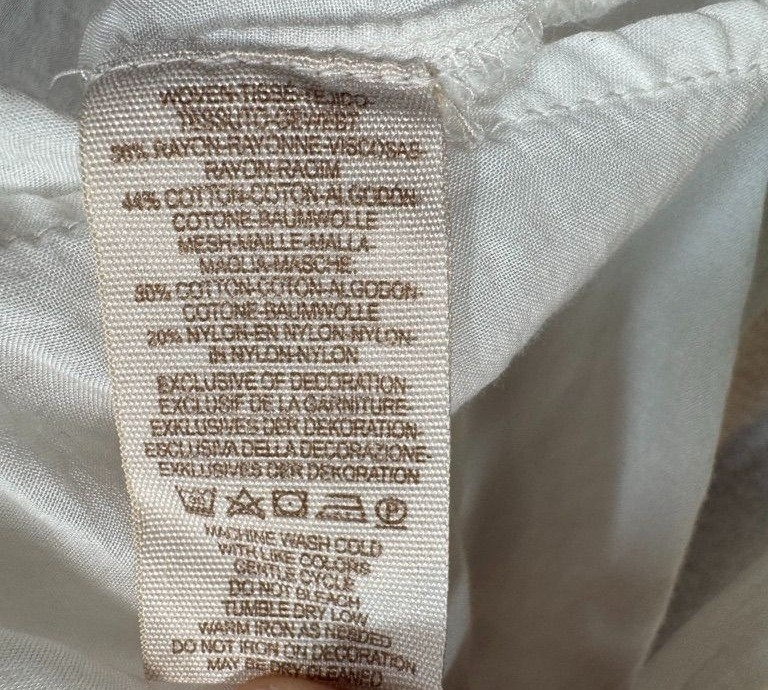 WOVEN-TISSE-TEJIDO-
TESSUTO-GEWEBT
56% RAYON-RAYONNE-VISCOSAS-
RAYON-RAOIM
44% COTTON-COTON-ALGODON-
COTONE-BAUMWOLLE
MESH-MAILLE-MALLA-
MAGLIA-MASCHE:
80% COTTON-COTON-ALGODON-
COTONE-BAUMWOLLE
20% NYLON-EN NYLON-NYLON-
IN NYLON-NYLON
EXCLUSIVE OF DECORATION-
EXCLUSIF DE LA GARNITURE-
EXKLUSIVES DER DEKORATION-
ESCLUSIVA DELLA DECORAZIONE-
EXKLUSIVES DER DEKORATION
P
MACHINE WASH COLD
WITH LIKE COLORS
GENTLE CYCLE
DO NOT BLEACH
TUMBLE DRY LOW
WARM IRON AS NEEDED
DO NOT IRON ON DECORATION
MAY BE DRY CLEANED